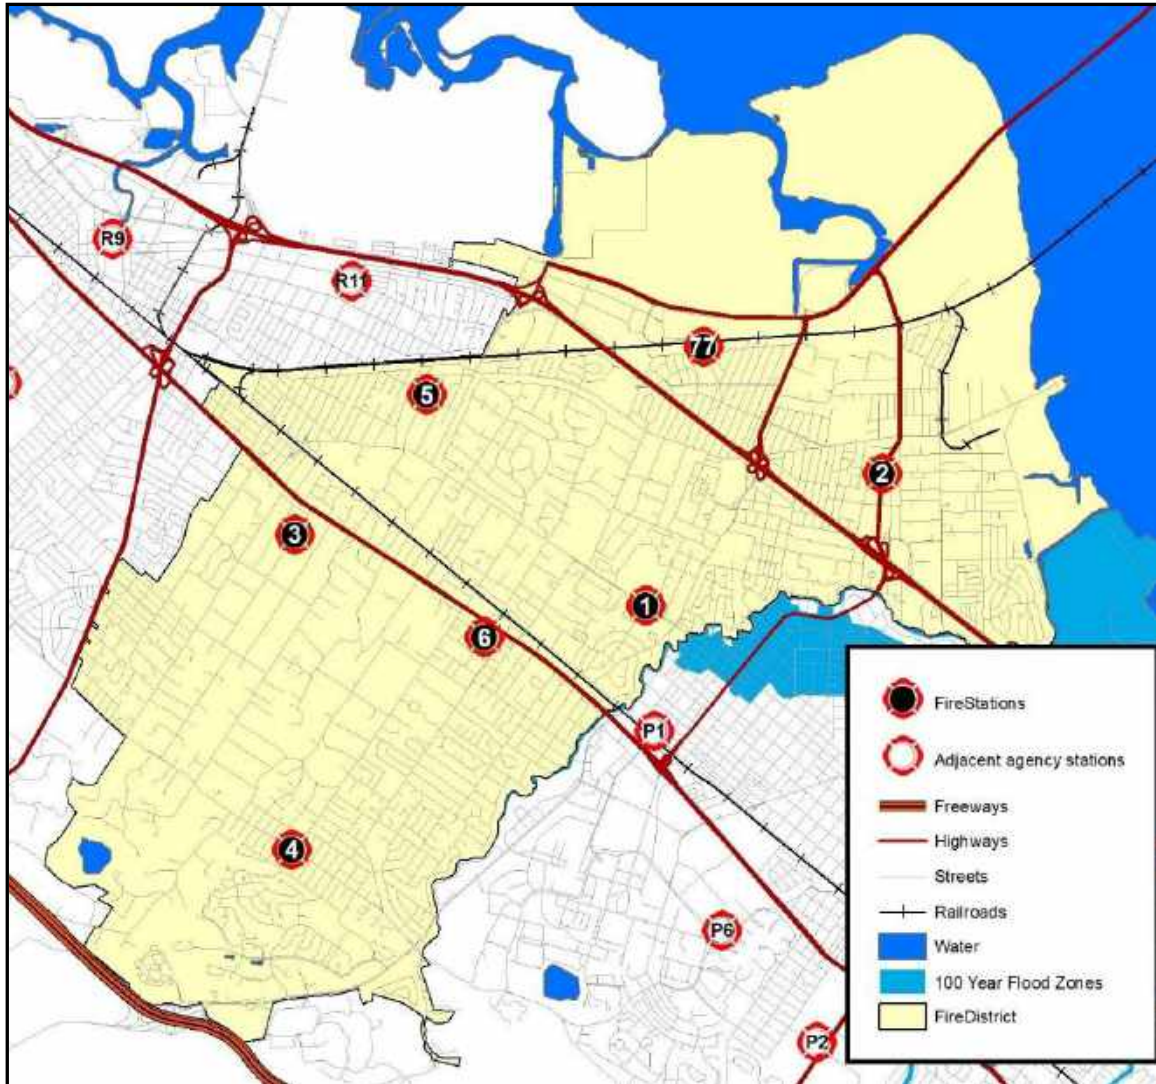 R9
R11
77
5
2
3
1
6
P1
4
P6
P2
FireStations
Adjacent agency stations
Freeways
Highways
Streets
Railroads
Water
100 Year Flood Zones
FireDistrict